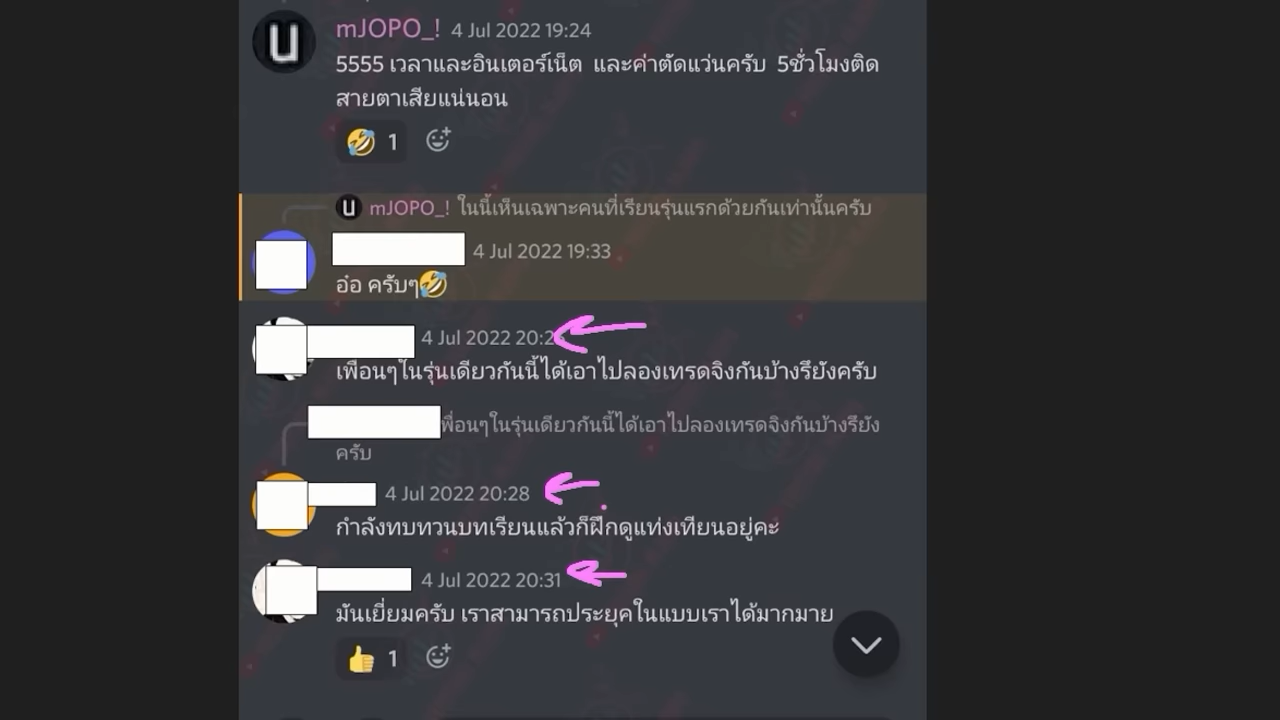 mJOPO_! 4 Jul 2022 19:24
5555 เวลาและอินเตอร์เน็ต และค่าตัดแว่นครับ 5ชั่วโมงติด
สายตาเสียแน่นอน
🤣 1
U mJOPO_! ในนี้เห็นเฉพาะคนที่เรียนรุ่นแรกด้วยกันเท่านั้นครับ
4 Jul 2022 19:33
อ๋อ ครับๆ🤣
4 Jul 2022
เพื่อนๆในรุ่นเดียวกันนี้ได้เอาไปลองเทรดจิงกันบ้างรึยังครับ
พื่อนๆในรุ่นเดียวกันนี้ได้เอาไปลองเทรดจิงกันบ้างรึยัง
ครับ
4 Jul 2022 20:28
กำลังทบทวนบทเรียนแล้วก็ฝึกดูแท่งเทียนอยู่คะ
4 Jul 2022 20:31
มันเยี่ยมครับ เราสามารถประยุคในแบบเราได้มากมาย
👍 1